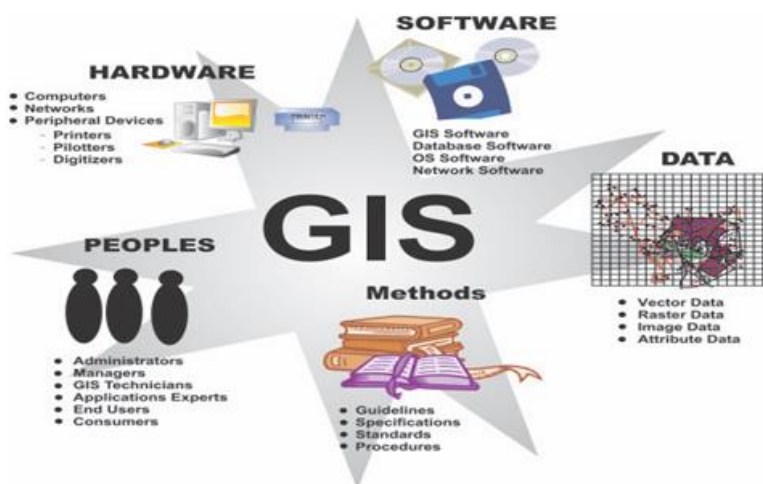 SOFTWARE
HARDWARE
● Computers
● Networks
● Peripheral Devices
- Printers
- Pilotters
- Digitizers
PRINTER
GIS Software
Database Software
OS Software
Network Software
DATA
● Vector Data
● Raster Data
● Image Data
● Attribute Data
GIS
PEOPLES
● Administrators
● Managers
● GIS Technicians
● Applications Experts
● End Users
● Consumers
Methods
● Guidelines
● Specifications
● Standards
● Procedures